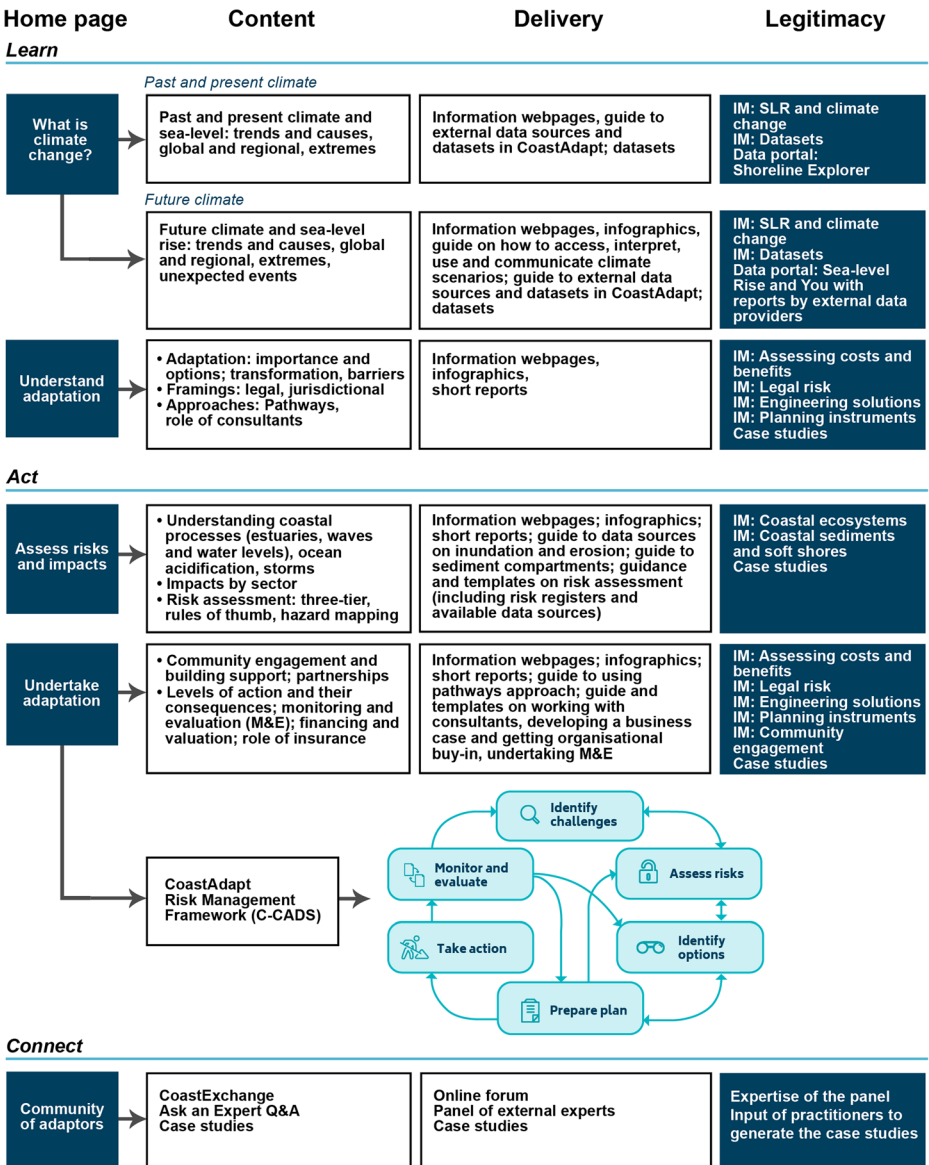 Home page
Content
Delivery
Legitimacy
Learn
Past and present climate
What is
climate
change?
Past and present climate and
sea-level: trends and causes,
global and regional, extremes
Information webpages, guide to
external data sources and
datasets in CoastAdapt; datasets
IM: SLR and climate
change
IM: Datasets
Data portal:
Shoreline Explorer
Future climate
Future climate and sea-level
rise: trends and causes, global
and regional, extremes,
unexpected events
Information webpages, infographics,
guide on how to access, interpret,
use and communicate climate
scenarios; guide to external data
sources and datasets in CoastAdapt;
datasets
IM: SLR and climate
change
IM: Datasets
Data portal: Sea-level
Rise and You with
reports by external data
providers
Understand
adaptation
• Adaptation: importance and
options; transformation, barriers
• Framings: legal, jurisdictional
• Approaches: Pathways,
role of consultants
Information webpages,
infographics,
short reports
IM: Assessing costs and
benefits
IM: Legal risk
IM: Engineering solutions
IM: Planning instruments
Case studies
Act
Assess risks
and impacts
• Understanding coastal
processes (estuaries, waves
and water levels), ocean
acidification, storms
• Impacts by sector
• Risk assessment: three-tier,
rules of thumb, hazard mapping
Information webpages; infographics;
short reports; guide to data sources
on inundation and erosion; guide to
sediment compartments; guidance
and templates on risk assessment
(including risk registers and
available data sources)
IM: Coastal ecosystems
IM: Coastal sediments
and soft shores
Case studies
Undertake
adaptation
• Community engagement and
building support; partnerships
• Levels of action and their
consequences; monitoring and
evaluation (M&E); financing and
valuation; role of insurance
Information webpages; infographics;
short reports; guide to using
pathways approach; guide and
templates on working with
consultants, developing a business
case and getting organisational
buy-in, undertaking M&E
IM: Assessing costs and
benefits
IM: Legal risk
IM: Engineering solutions
IM: Planning instruments
IM: Community
engagement
Case studies
CoastAdapt
Risk Management
Framework (C-CADS)
Identify
challenges
Monitor and
evaluate
Assess risks
Take action
Identify
options
Prepare plan
Connect
Community
of adaptors
CoastExchange
Ask an Expert Q&A
Case studies
Online forum
Panel of external experts
Case studies
Expertise of the panel
Input of practitioners to
generate the case studies